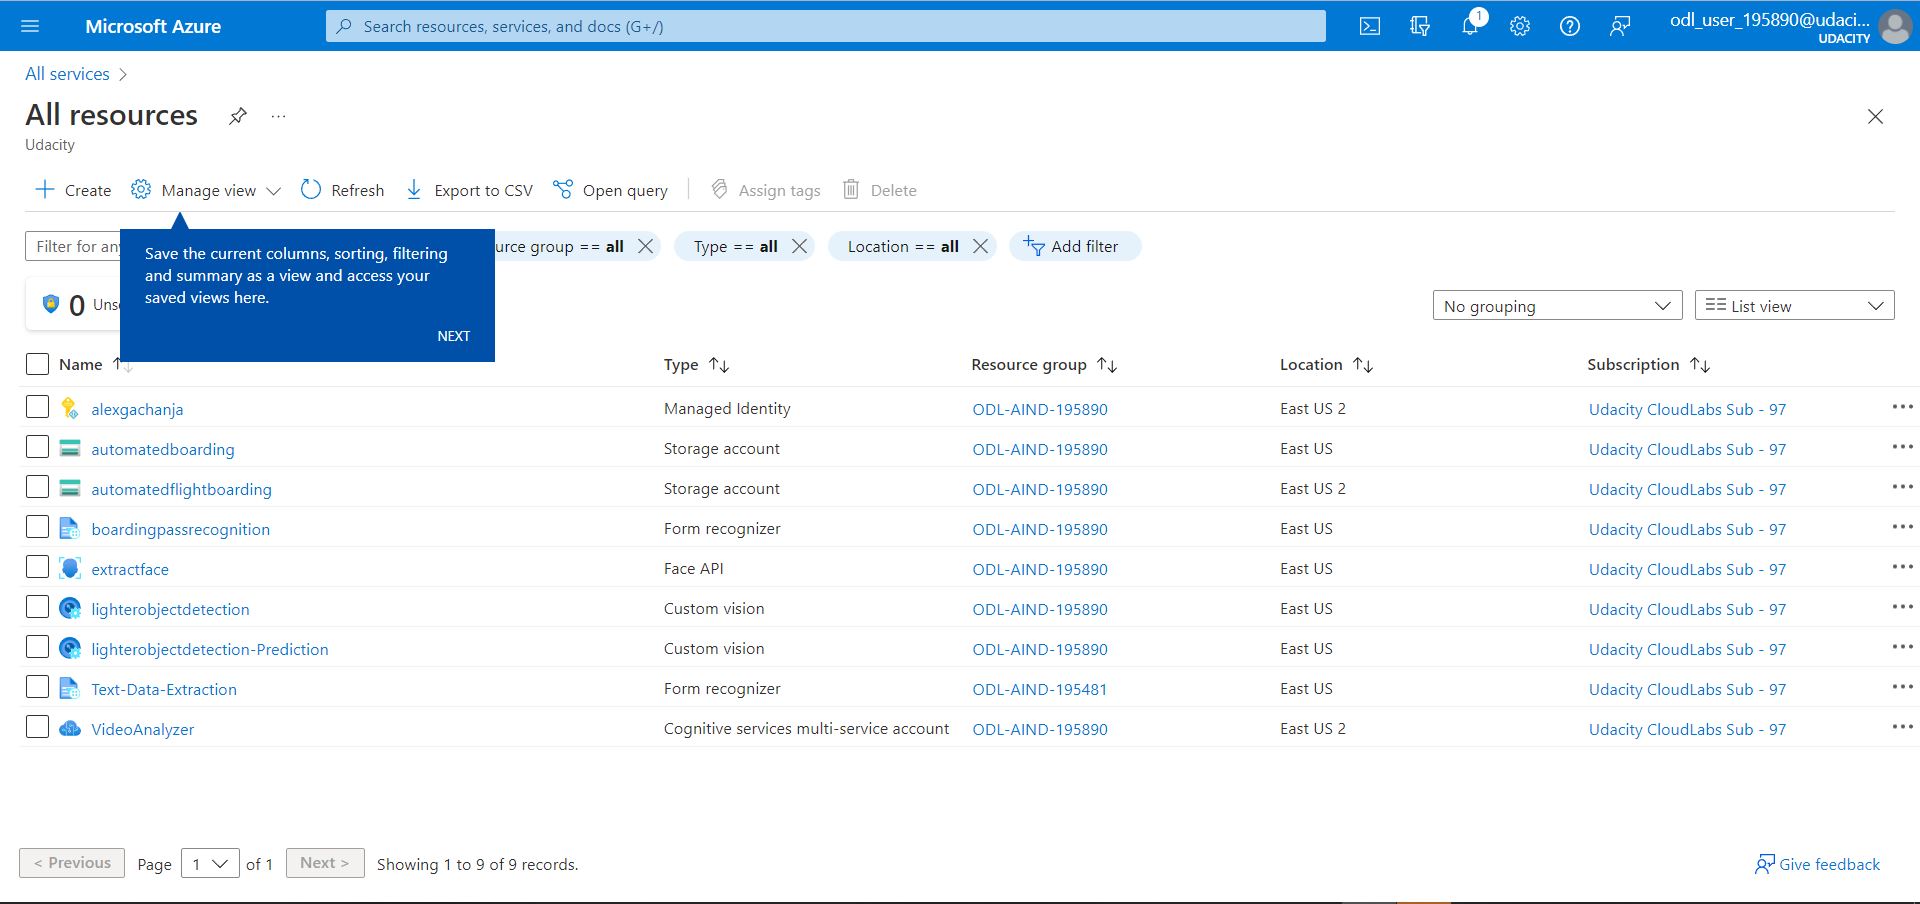 Microsoft Azure
Search resources, services, and docs (G+/)
1
odl_user_195890@udaci...
UDACITY
All services >
All resources
...
Udacity
Create
Manage view
Refresh
Export to CSV
Open query
Assign tags
Delete
Save the current columns, sorting, filtering
and summary as a view and access your
saved views here.
NEXT
Filter for any
urce group == all
Type == all
Location == all
Add filter
0 Unse
No grouping
List view
Name Type Resource group Location Subscription
alexgachanja Managed Identity ODL-AIND-195890 East US 2 Udacity CloudLabs Sub - 97 ...
automatedboarding Storage account ODL-AIND-195890 East US Udacity CloudLabs Sub - 97 ...
automatedflightboarding Storage account ODL-AIND-195890 East US 2 Udacity CloudLabs Sub - 97 ...
boardingpassrecognition Form recognizer ODL-AIND-195890 East US Udacity CloudLabs Sub - 97 ...
extractface Face API ODL-AIND-195890 East US Udacity CloudLabs Sub - 97 ...
lighterobjectdetection Custom vision ODL-AIND-195890 East US Udacity CloudLabs Sub - 97 ...
lighterobjectdetection-Prediction Custom vision ODL-AIND-195890 East US Udacity CloudLabs Sub - 97 ...
Text-Data-Extraction Form recognizer ODL-AIND-195481 East US Udacity CloudLabs Sub - 97 ...
VideoAnalyzer Cognitive services multi-service account ODL-AIND-195890 East US 2 Udacity CloudLabs Sub - 97 ...
< Previous Page 1 of 1 Next > Showing 1 to 9 of 9 records.
Give feedback